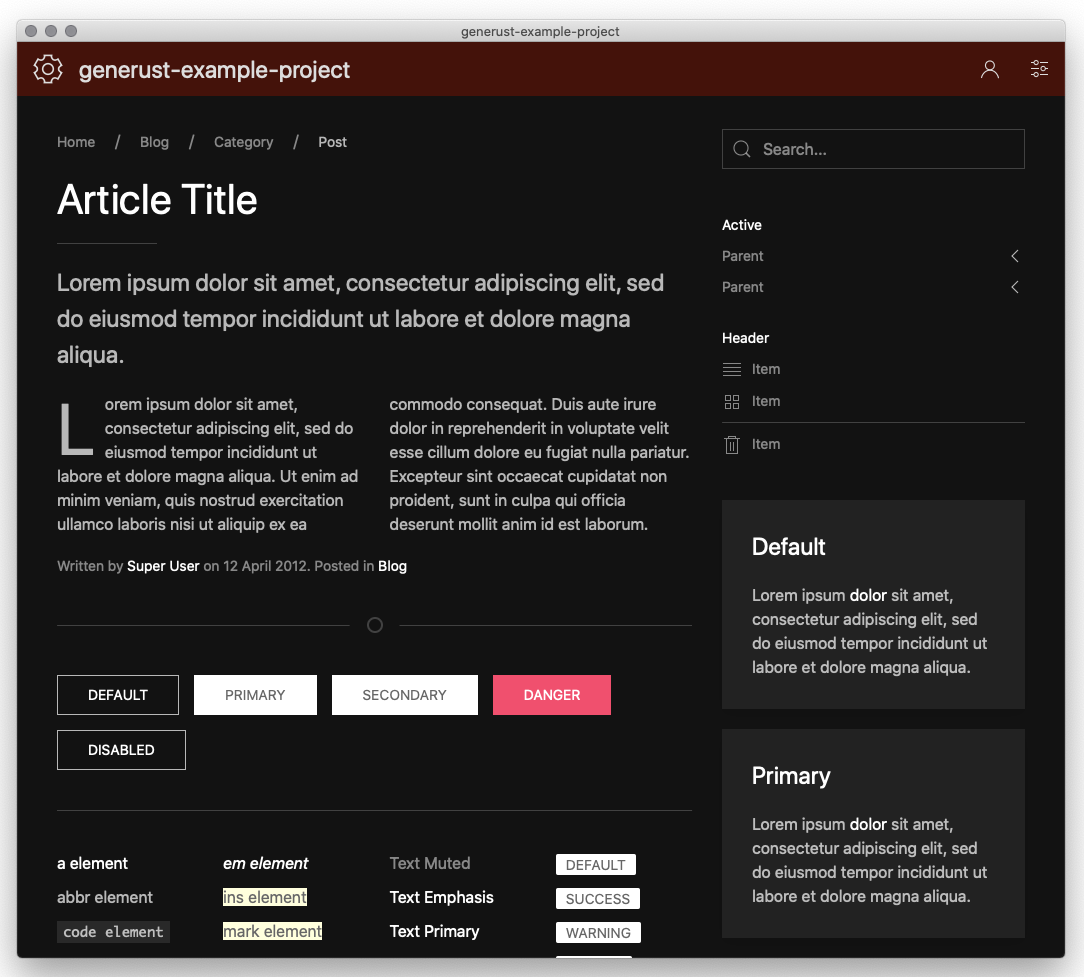 generust-example-project
generust-example-project
Home / Blog / Category / Post
Article Title
Lorem ipsum dolor sit amet, consectetur adipiscing elit, sed
do eiusmod tempor incididunt ut labore et dolore magna
aliqua.
Lorem ipsum dolor sit amet,
consectetur adipiscing elit, sed do
eiusmod tempor incididunt ut
labore et dolore magna aliqua. Ut enim ad
minim veniam, quis nostrud exercitation
ullamco laboris nisi ut aliquip ex ea
commodo consequat. Duis aute irure
dolor in reprehenderit in voluptate velit
esse cillum dolore eu fugiat nulla pariatur.
Excepteur sint occaecat cupidatat non
proident, sunt in culpa qui officia
deserunt mollit anim id est laborum.
Written by Super User on 12 April 2012. Posted in Blog
DEFAULT
PRIMARY
SECONDARY
DANGER
DISABLED
a element
abbr element
code element
em element
ins element
mark element
Text Muted
Text Emphasis
Text Primary
DEFAULT
SUCCESS
WARNING
Search...
Active
Parent
Parent
Header
Item
Item
Item
Default
Lorem ipsum dolor sit amet,
consectetur adipiscing elit, sed
do eiusmod tempor incididunt ut
labore et dolore magna aliqua.
Primary
Lorem ipsum dolor sit amet,
consectetur adipiscing elit, sed
do eiusmod tempor incididunt ut
labore et dolore magna aliqua.